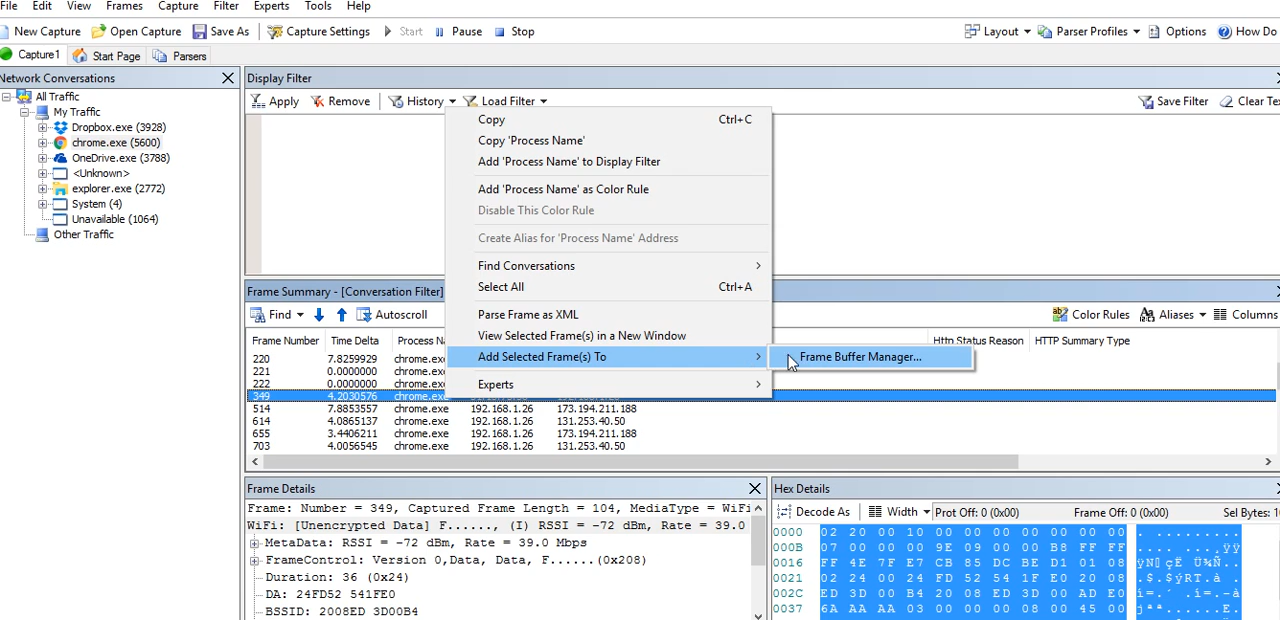 File Edit View Frames Capture Filter Experts Tools Help
New Capture Open Capture Save As Capture Settings Start Pause Stop Layout Parser Profiles Options How Do
Capture1 Start Page Parsers
Network Conversations
All Traffic
My Traffic
Dropbox.exe (3928)
chrome.exe (5600)
OneDrive.exe (3788)
<Unknown>
explorer.exe (2772)
System (4)
Unavailable (1064)
Other Traffic
Display Filter
Apply Remove History Load Filter Save Filter Clear Tex
Copy Ctrl+C
Copy 'Process Name'
Add 'Process Name' to Display Filter
Add 'Process Name' as Color Rule
Disable This Color Rule
Create Alias for 'Process Name' Address
Find Conversations
Select All Ctrl+A
Parse Frame as XML
View Selected Frame(s) in a New Window
Add Selected Frame(s) To
Frame Buffer Manager...
Experts
Frame Summary - [Conversation Filter]
Find Autoscroll Color Rules Aliases Columns
Frame Number Time Delta Process Na Http Status Reason HTTP Summary Type
220 7.8259929 chrome.exe
221 0.0000000 chrome.exe
222 0.0000000 chrome.exe
349 4.2030576 chrome.exe
514 7.8853557 chrome.exe 192.168.1.26 173.194.211.188
614 4.0865137 chrome.exe 192.168.1.26 131.253.40.50
655 3.4406211 chrome.exe 192.168.1.26 173.194.211.188
703 4.0056545 chrome.exe 192.168.1.26 131.253.40.50
Frame Details
Frame: Number = 349, Captured Frame Length = 104, MediaType = WiFi
WiFi: [Unencrypted Data] F......, (I) RSSI = -72 dBm, Rate = 39.0
MetaData: RSSI = -72 dBm, Rate = 39.0 Mbps
FrameControl: Version 0,Data, Data, F......(0x208)
Duration: 36 (0x24)
DA: 24FD52 541FE0
BSSID: 2008ED 3D00B4
Hex Details
Decode As Width Prot Off: 0 (0x00) Frame Off: 0 (0x00) Sel Bytes: 1
0000 02 20 00 10 00 00 00 00 00 00 00 . .........
000B 07 00 00 00 9E 09 00 00 B8 FF FF
0016 FF 4E 7F E7 CB 85 DC BE D1 01 08
0021 02 24 00 24 FD 52 54 1F E0 20 08 .$.$ýRT.à .
002C ED 3D 00 B4 20 08 ED 3D 00 AD E0
0037 6A AA AA 03 00 00 00 08 00 45 00 jªª......E.